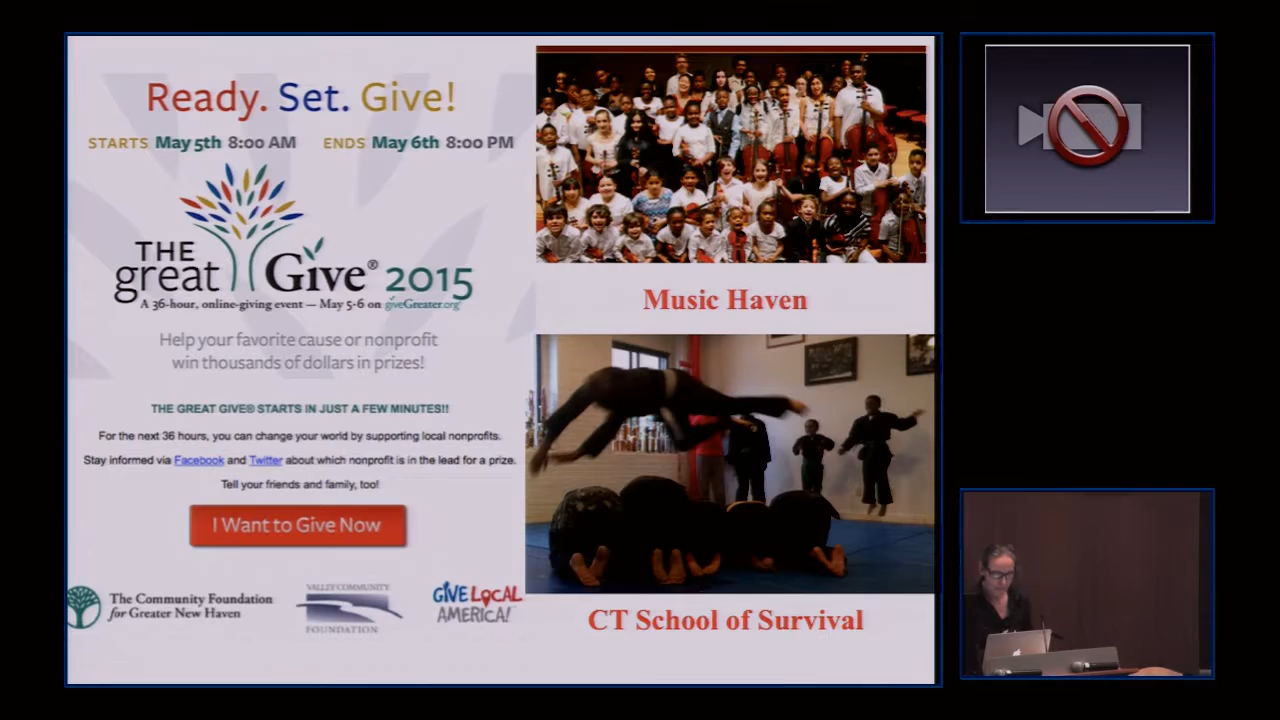 Ready. Set. Give!
STARTS May 5th 8:00 AM ENDS May 6th 8:00 PM
THE
great Give® 2015
A 36-hour, online-giving event — May 5-6 on giveGreater.org
Help your favorite cause or nonprofit
win thousands of dollars in prizes!
THE GREAT GIVE® STARTS IN JUST A FEW MINUTES!!
For the next 36 hours, you can change your world by supporting local nonprofits.
Stay informed via Facebook and Twitter about which nonprofit is in the lead for a prize.
Tell your friends and family, too!
I Want to Give Now
The Community Foundation
for Greater New Haven
VALLEY COMMUNITY
FOUNDATION
GIVE LOCAL
AMERICA!
Music Haven
CT School of Survival